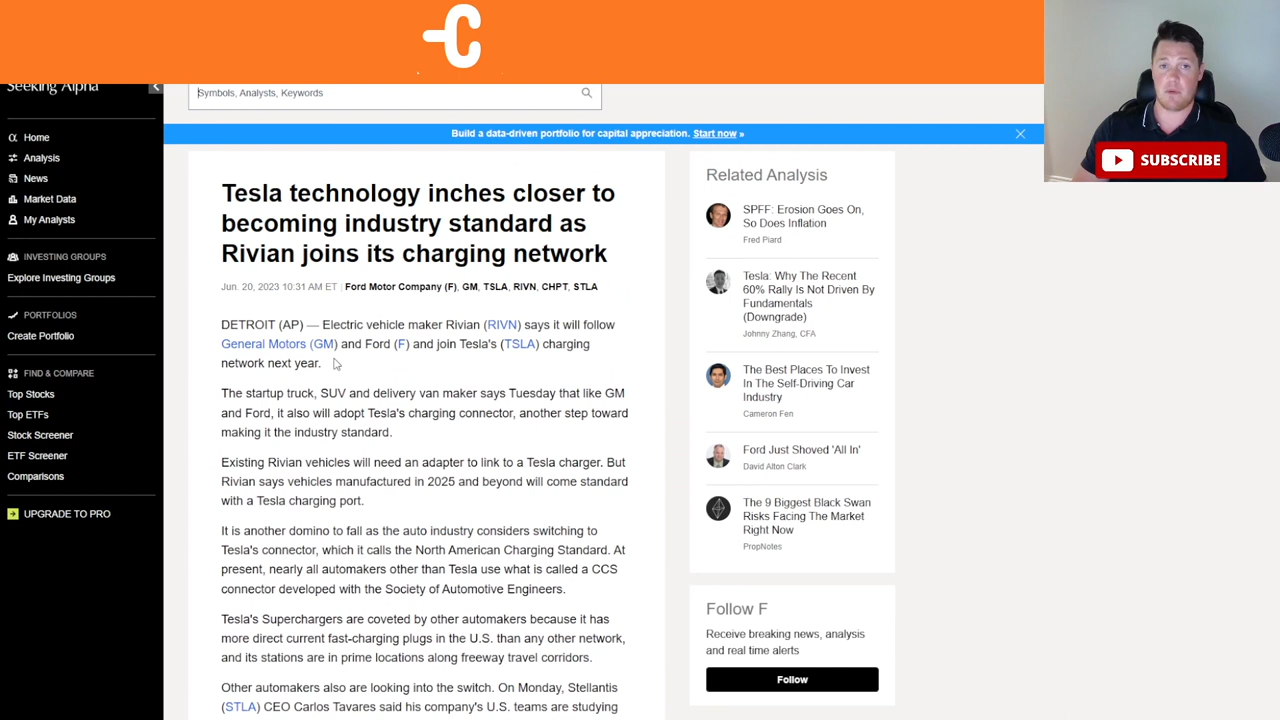 Seeking Alpha
Symbols, Analysts, Keywords
SUBSCRIBE
Build a data-driven portfolio for capital appreciation. Start now »
Home
Analysis
News
Market Data
My Analysts
INVESTING GROUPS
Explore Investing Groups
PORTFOLIOS
Create Portfolio
FIND & COMPARE
Top Stocks
Top ETFs
Stock Screener
ETF Screener
Comparisons
UPGRADE TO PRO
Tesla technology inches closer to
becoming industry standard as
Rivian joins its charging network
Jun. 20, 2023 10:31 AM ET | Ford Motor Company (F), GM, TSLA, RIVN, CHPT, STLA
DETROIT (AP) — Electric vehicle maker Rivian (RIVN) says it will follow
General Motors (GM) and Ford (F) and join Tesla's (TSLA) charging
network next year.
The startup truck, SUV and delivery van maker says Tuesday that like GM
and Ford, it also will adopt Tesla's charging connector, another step toward
making it the industry standard.
Existing Rivian vehicles will need an adapter to link to a Tesla charger. But
Rivian says vehicles manufactured in 2025 and beyond will come standard
with a Tesla charging port.
It is another domino to fall as the auto industry considers switching to
Tesla's connector, which it calls the North American Charging Standard. At
present, nearly all automakers other than Tesla use what is called a CCS
connector developed with the Society of Automotive Engineers.
Tesla's Superchargers are coveted by other automakers because it has
more direct current fast-charging plugs in the U.S. than any other network,
and its stations are in prime locations along freeway travel corridors.
Other automakers also are looking into the switch. On Monday, Stellantis
(STLA) CEO Carlos Tavares said his company's U.S. teams are studying
Related Analysis
SPFF: Erosion Goes On,
So Does Inflation
Fred Piard
Tesla: Why The Recent
60% Rally Is Not Driven By
Fundamentals
(Downgrade)
Johnny Zhang, CFA
The Best Places To Invest
In The Self-Driving Car
Industry
Cameron Fen
Ford Just Shoved 'All In'
David Alton Clark
The 9 Biggest Black Swan
Risks Facing The Market
Right Now
PropNotes
Follow F
Receive breaking news, analysis
and real time alerts
Follow